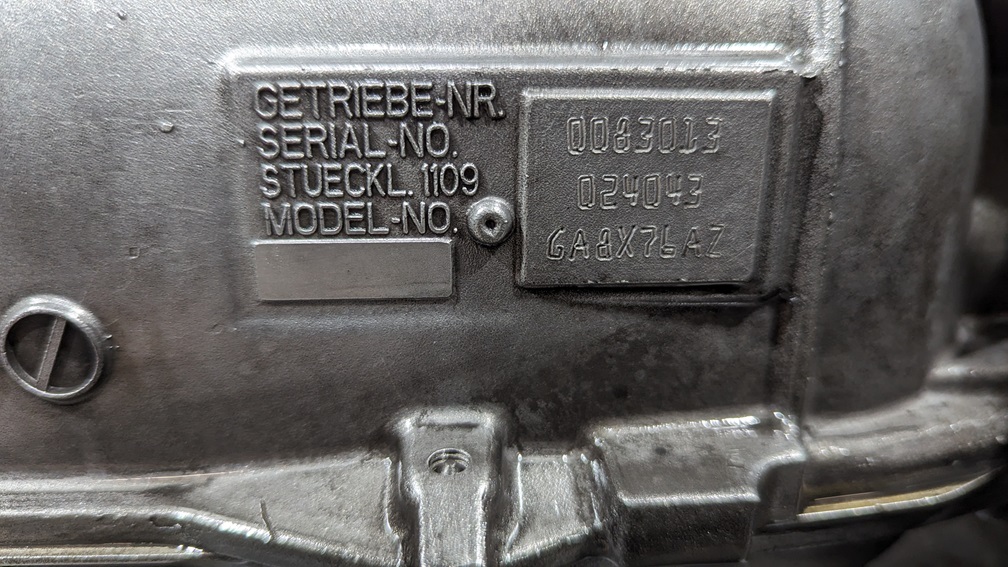 GETRIEBE-NR.
SERIAL-NO.
STUECKL. 1109
MODEL-NO.
0083013
024043
GA8X76AZ